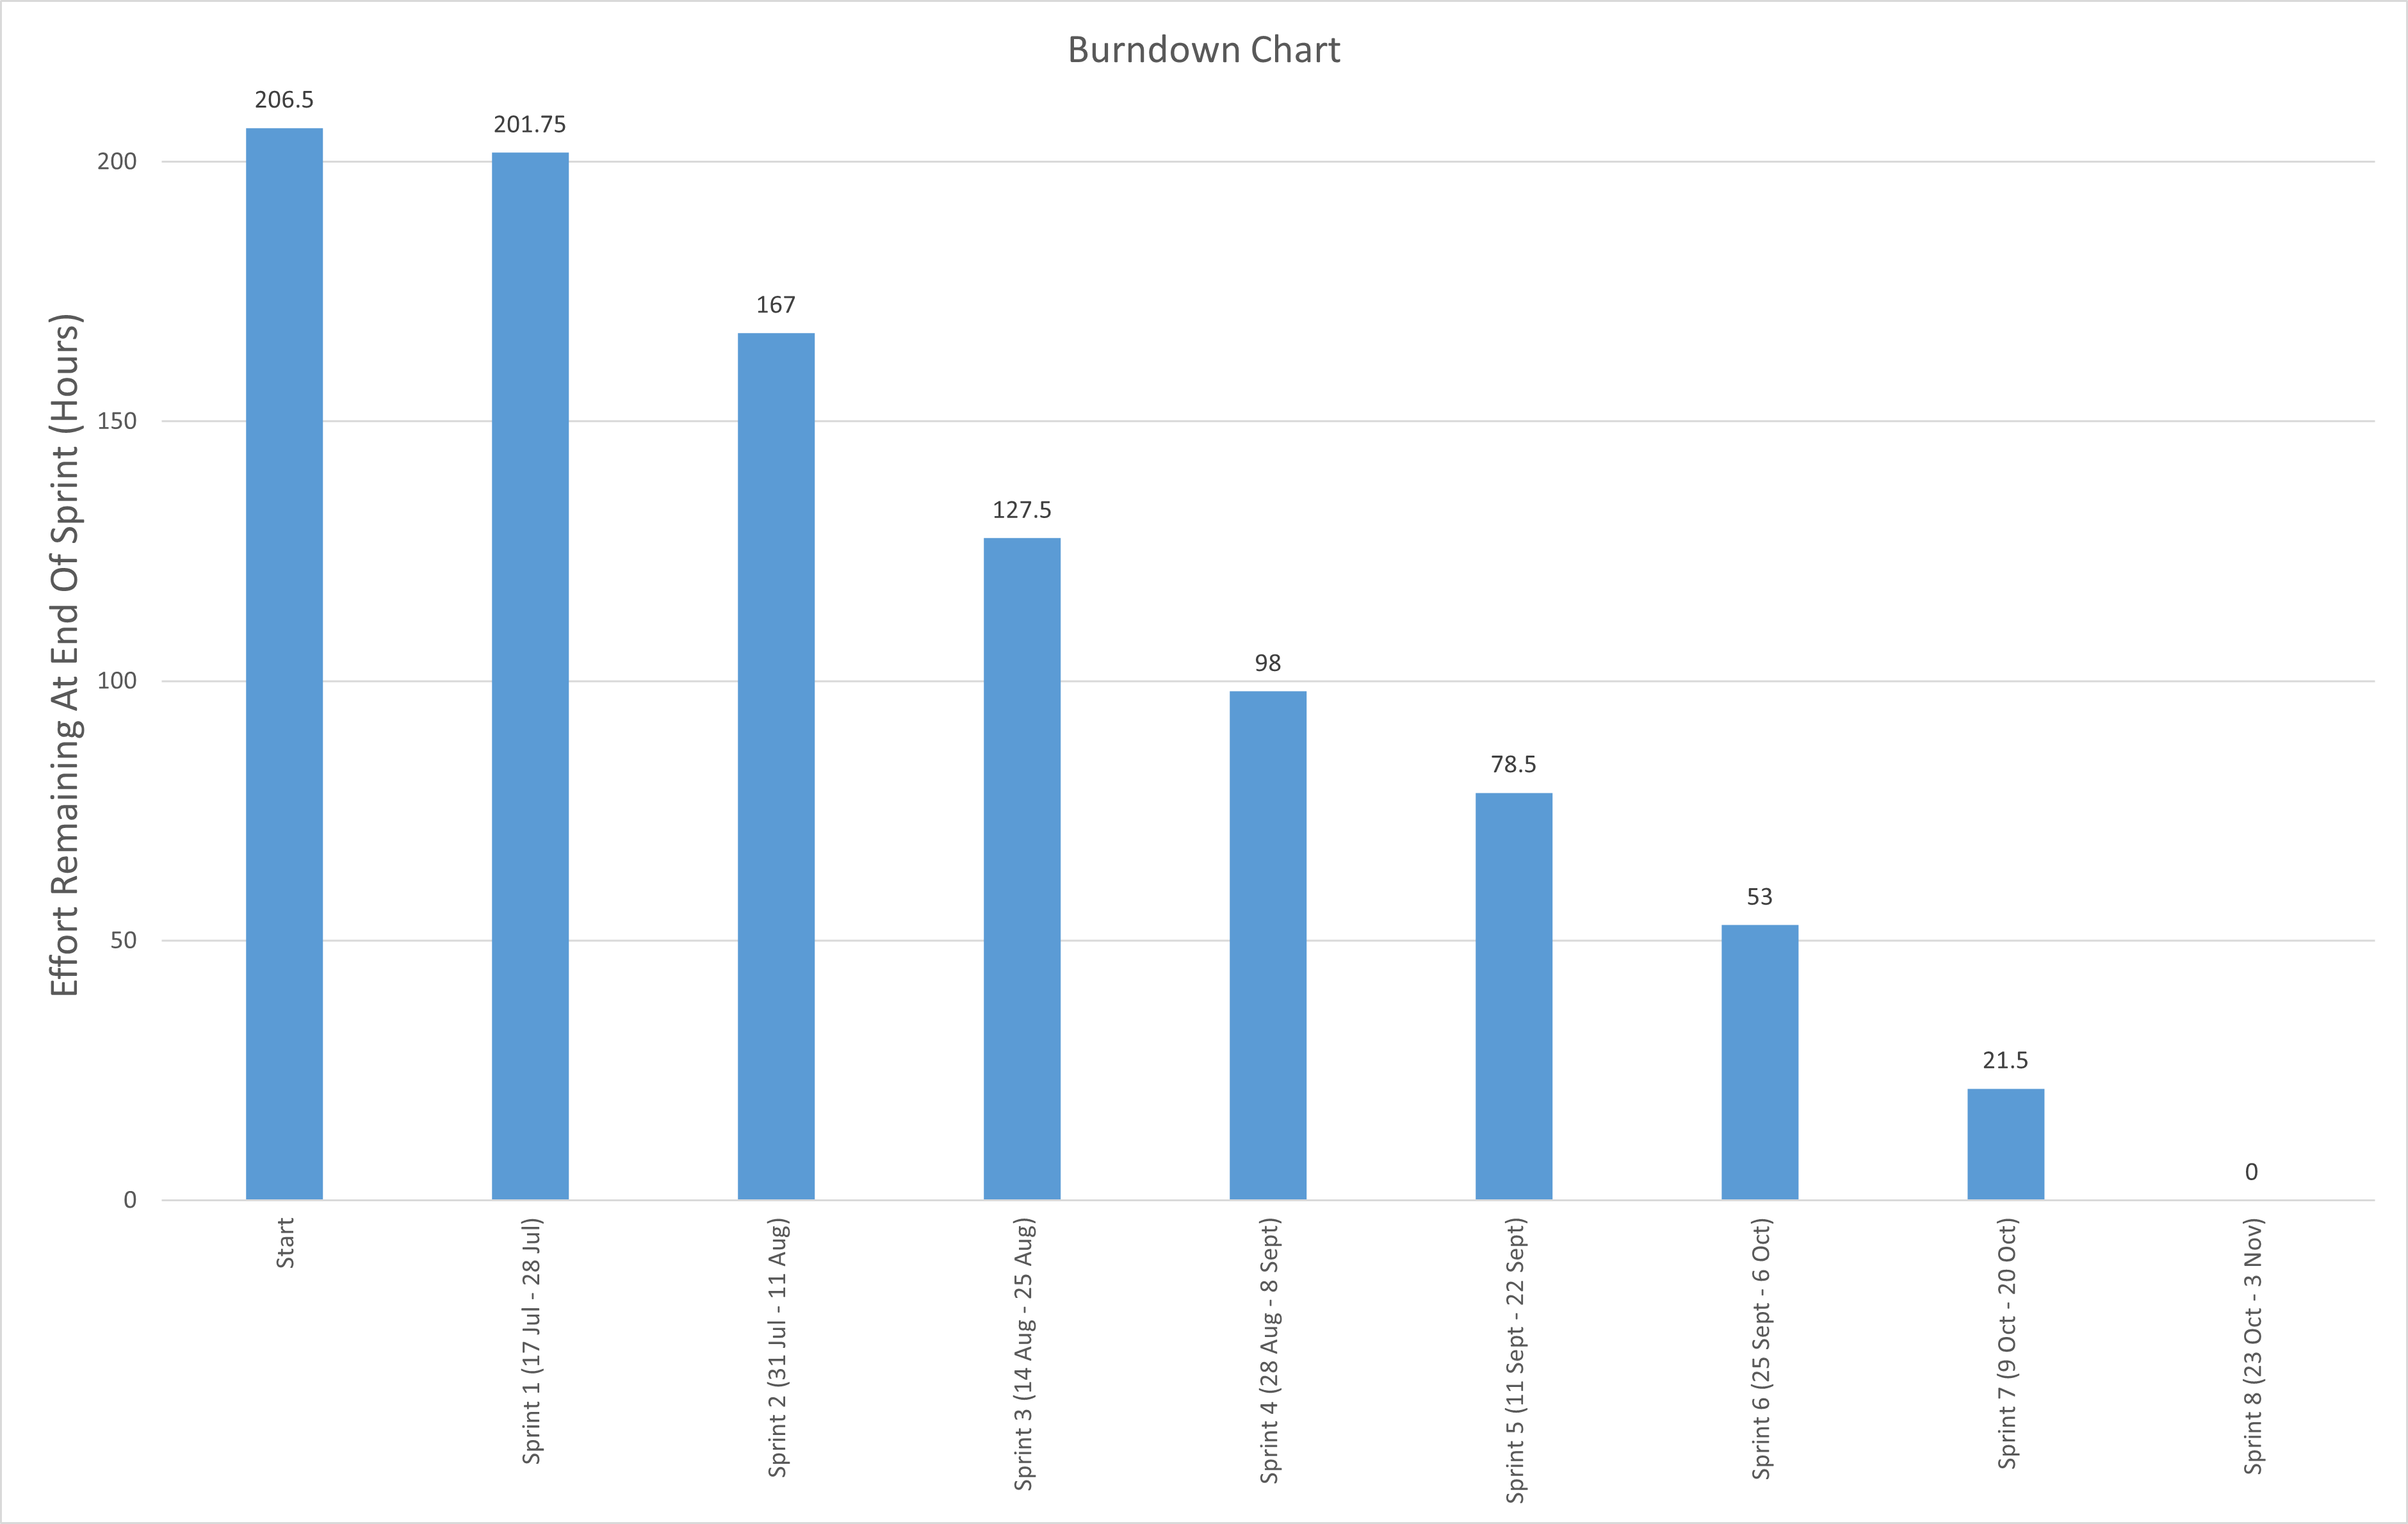 Burndown Chart
Effort Remaining At End Of Sprint (Hours)
200
150
100
50
0
206.5
201.75
167
127.5
98
78.5
53
21.5
0
Start
Sprint 1 (17 Jul - 28 Jul)
Sprint 2 (31 Jul - 11 Aug)
Sprint 3 (14 Aug - 25 Aug)
Sprint 4 (28 Aug - 8 Sept)
Sprint 5 (11 Sept - 22 Sept)
Sprint 6 (25 Sept - 6 Oct)
Sprint 7 (9 Oct - 20 Oct)
Sprint 8 (23 Oct - 3 Nov)